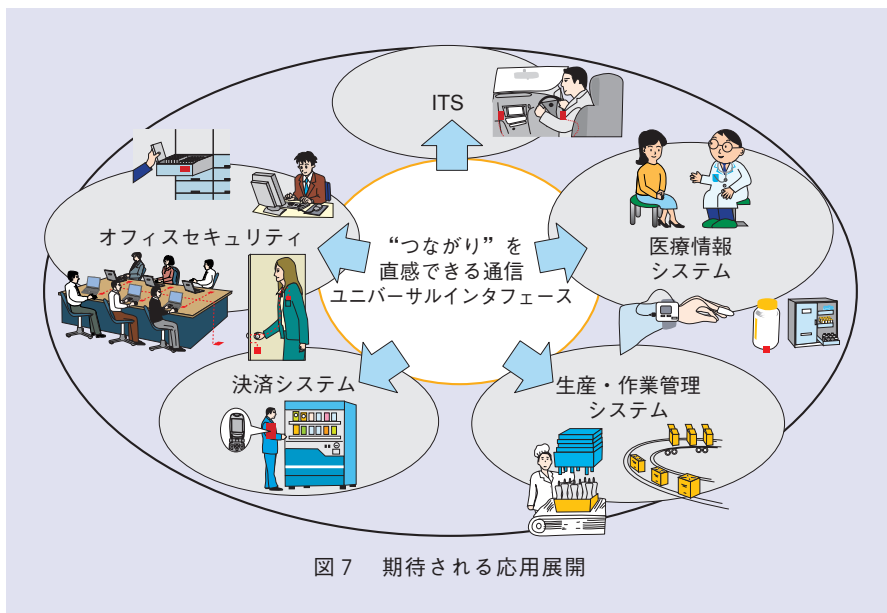 ITS
オフィスセキュリティ
“つながり”を
直感できる通信
ユニバーサルインタフェース
医療情報
システム
決済システム
生産・作業管理
システム
図7 期待される応用展開